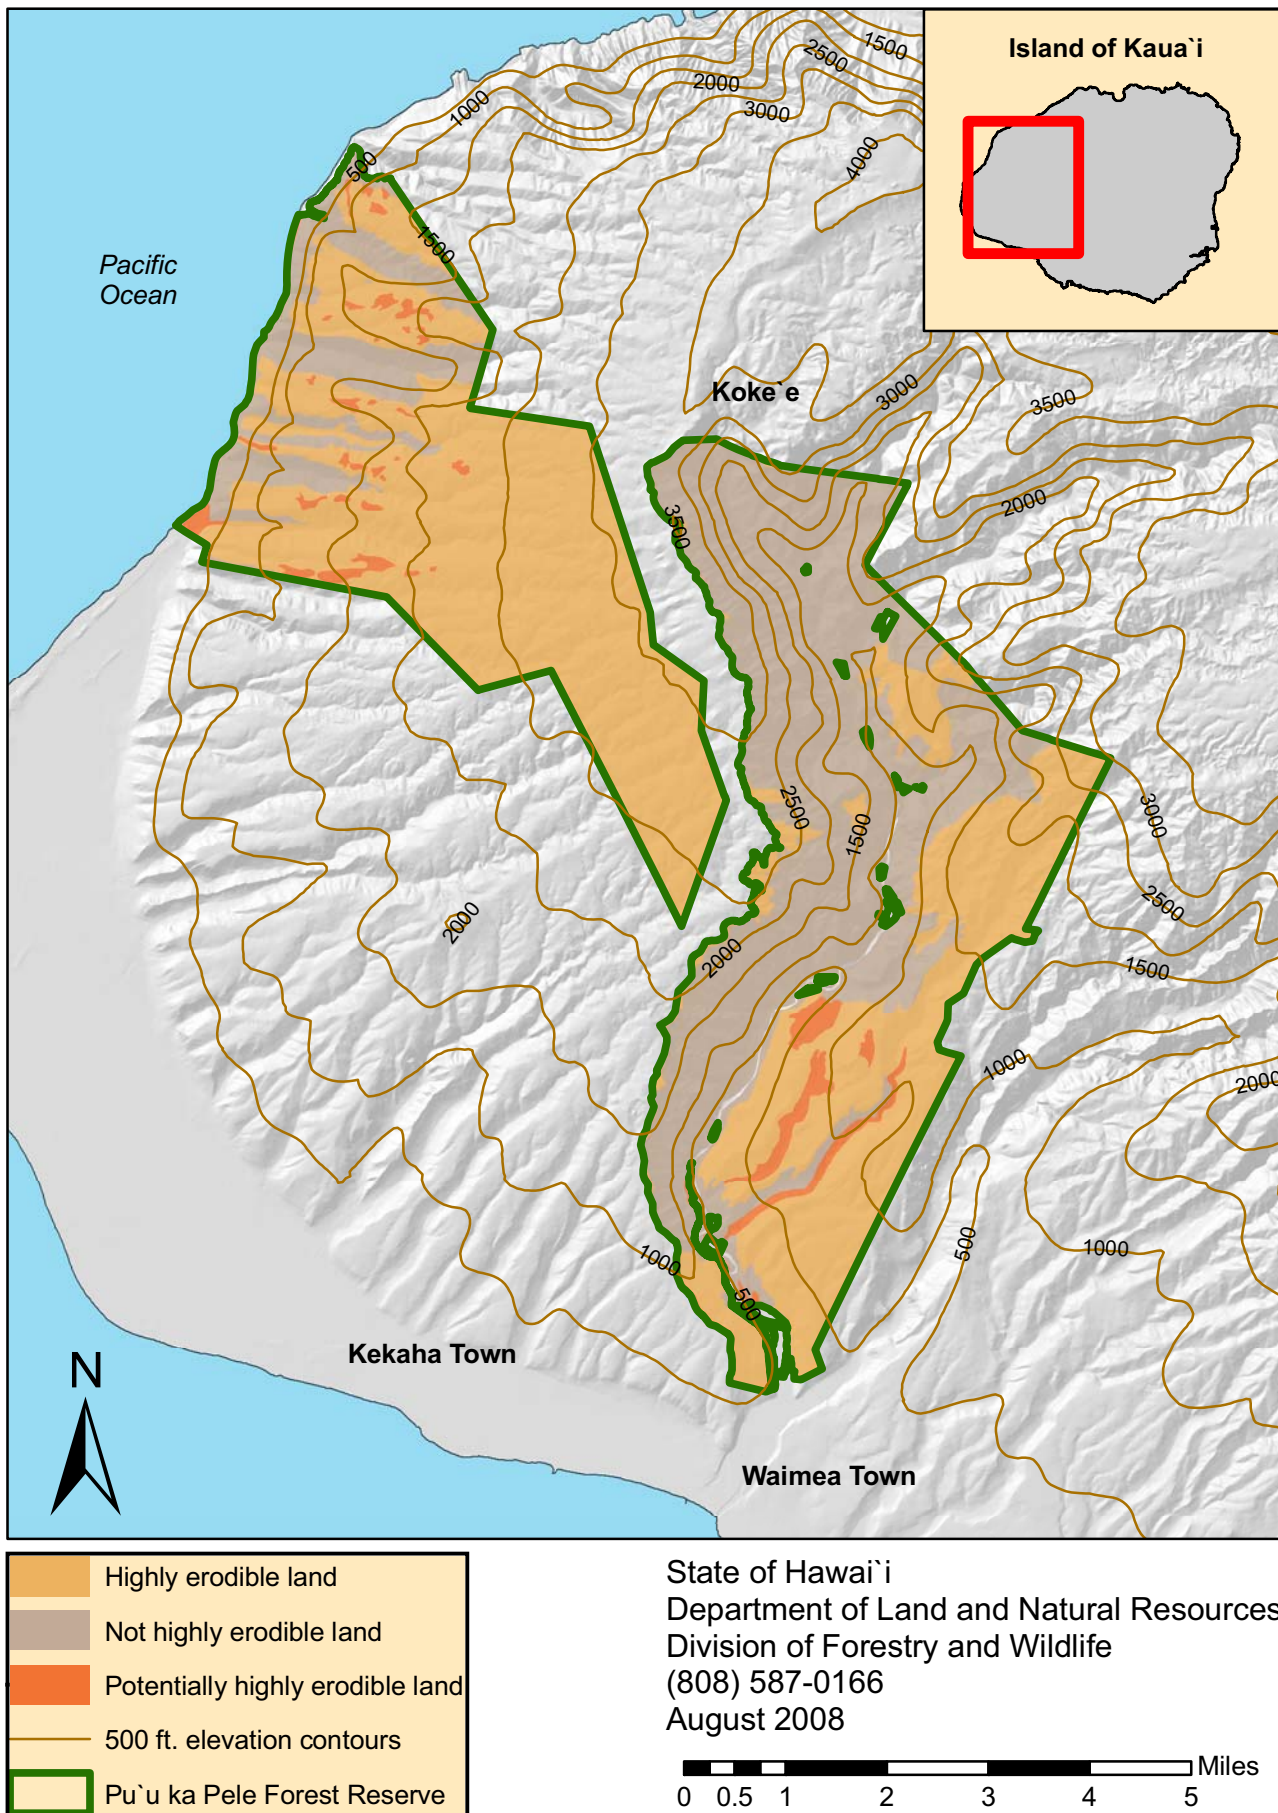 Island of Kaua`i
1500
2500
2000
1000
3000
4000
500
1500
Pacific
Ocean
Koke`e
3000
3500
2000
3500
2500
1500
3000
2500
2000
2000
1500
1000
2000
500
1000
1000
500
Kekaha Town
N
Waimea Town
Highly erodible land
Not highly erodible land
Potentially highly erodible land
500 ft. elevation contours
Pu`u ka Pele Forest Reserve
State of Hawai`i
Department of Land and Natural Resources
Division of Forestry and Wildlife
(808) 587-0166
August 2008
Miles
0 0.5 1 2 3 4 5